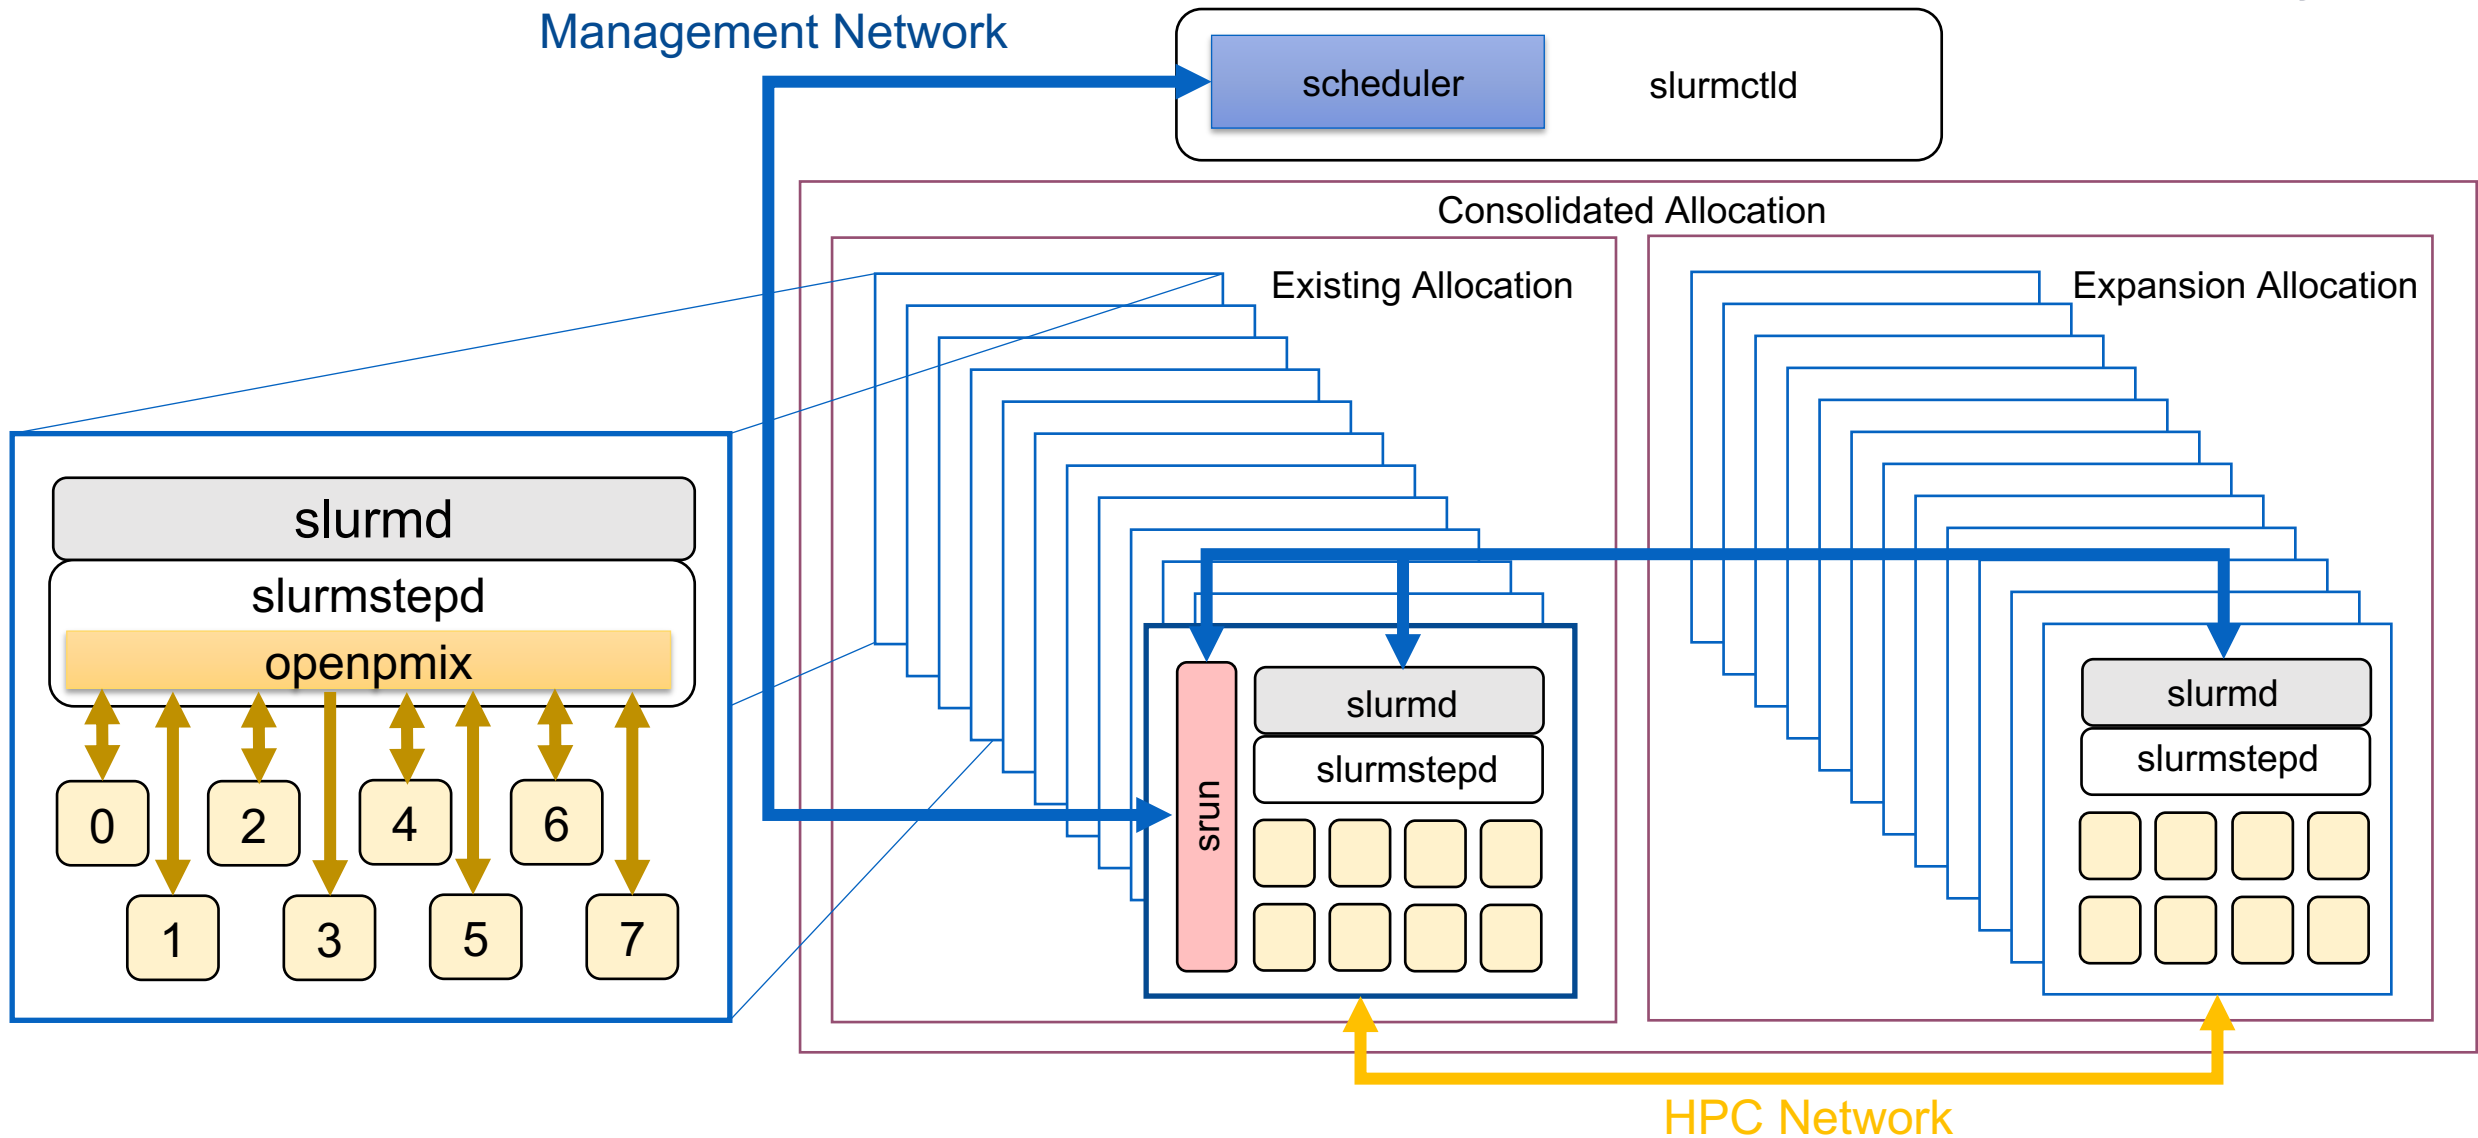 Management Network
scheduler
slurmctld
Consolidated Allocation
Existing Allocation
Expansion Allocation
slurmd
slurmstepd
openpmix
0
2
4
6
1
3
5
7
srun
slurmd
slurmstepd
slurmd
slurmstepd
HPC Network